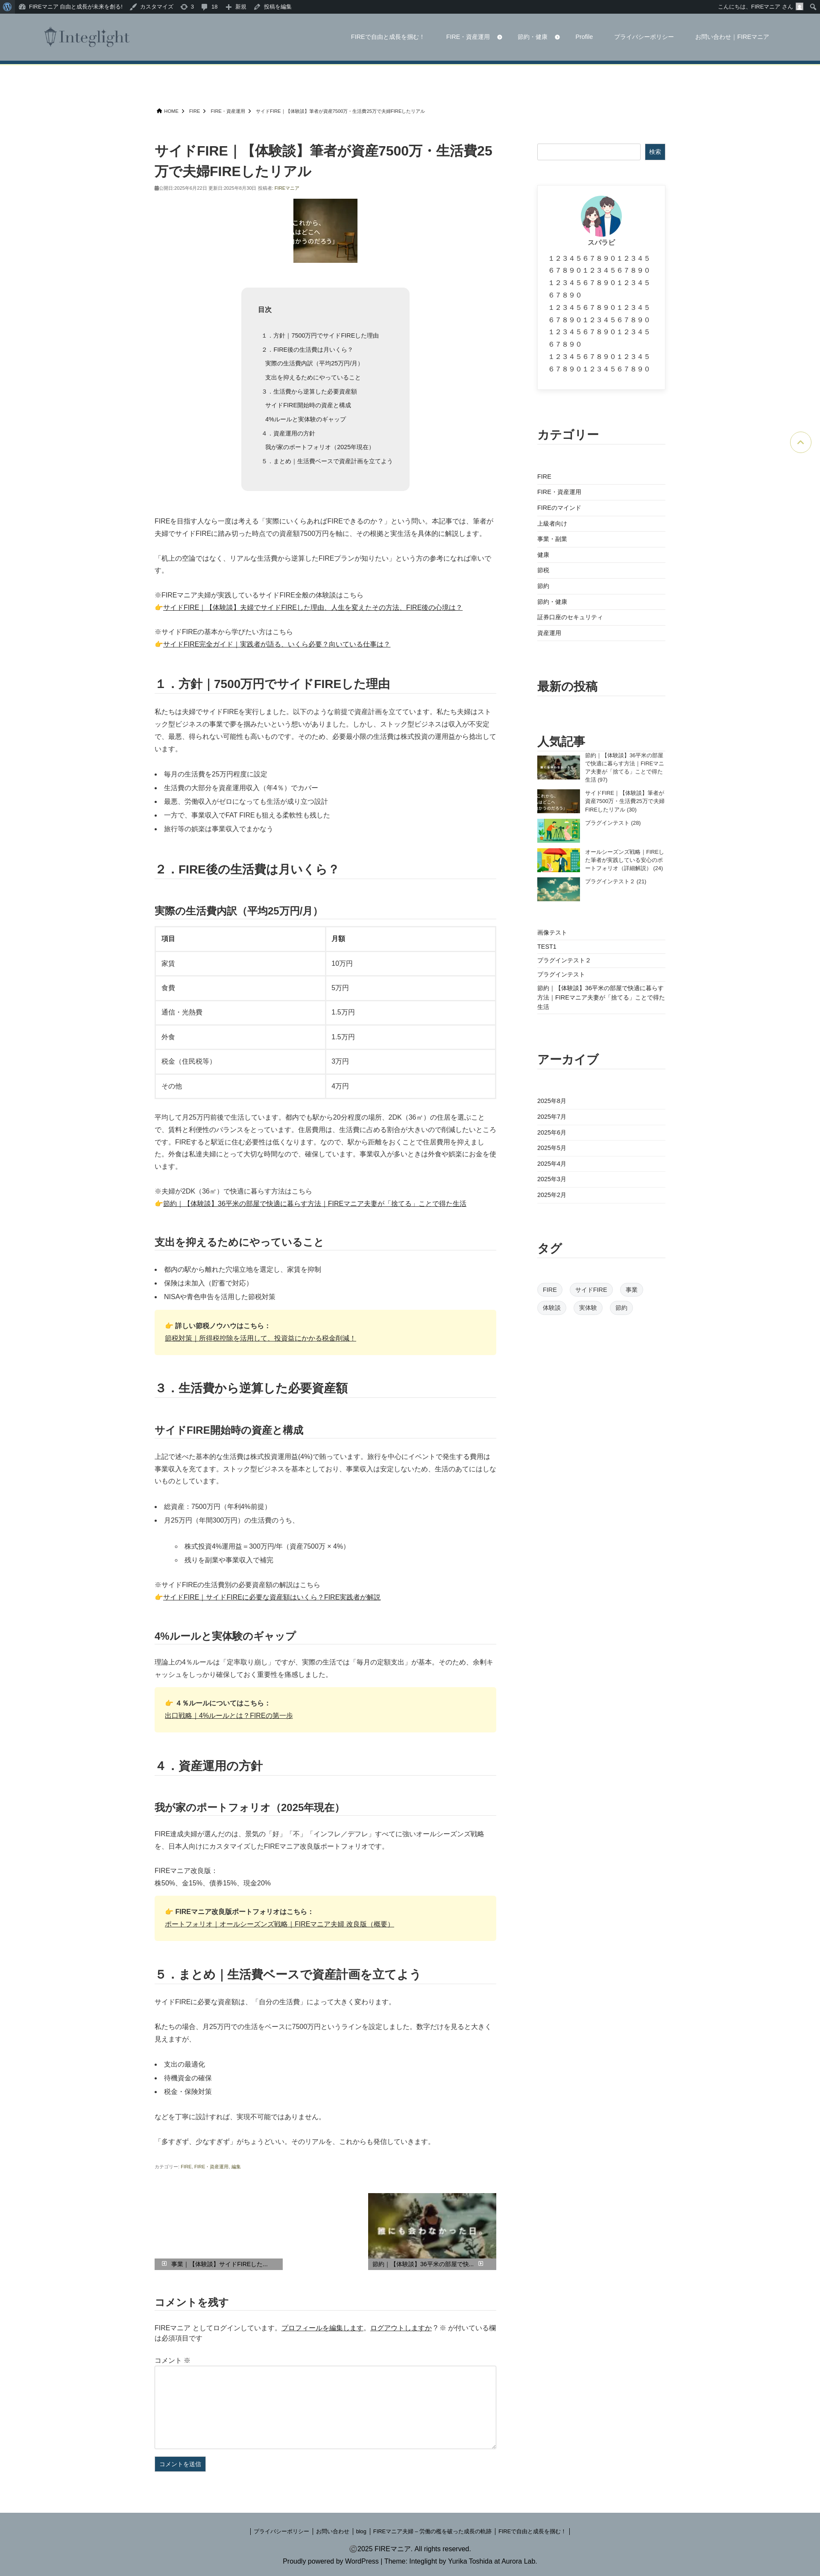 FIREマニア 自由と成長が未来を創る!
カスタマイズ
3
18
新規
投稿を編集
こんにちは、FIREマニア さん
Integlight
FIREで自由と成長を掴む！
FIRE・資産運用
節約・健康
Profile
プライバシーポリシー
お問い合わせ｜FIREマニア
HOME
FIRE
FIRE・資産運用
サイドFIRE｜【体験談】筆者が資産7500万・生活費25万で夫婦FIREしたリアル
サイドFIRE｜【体験談】筆者が資産7500万・生活費25
万で夫婦FIREしたリアル
公開日:2025年6月22日 更新日:2025年8月30日 投稿者: FIREマニア
これから、
はどこへ
かうのだろう」
目次
１．方針｜7500万円でサイドFIREした理由
２．FIRE後の生活費は月いくら？
実際の生活費内訳（平均25万円/月）
支出を抑えるためにやっていること
３．生活費から逆算した必要資産額
サイドFIRE開始時の資産と構成
4%ルールと実体験のギャップ
４．資産運用の方針
我が家のポートフォリオ（2025年現在）
５．まとめ｜生活費ベースで資産計画を立てよう
FIREを目指す人なら一度は考える「実際にいくらあればFIREできるのか？」という問い。本記事では、筆者が
夫婦でサイドFIREに踏み切った時点での資産額7500万円を軸に、その根拠と実生活を具体的に解説します。
「机上の空論ではなく、リアルな生活費から逆算したFIREプランが知りたい」という方の参考になれば幸いで
す。
※FIREマニア夫婦が実践しているサイドFIRE全般の体験談はこちら
👉サイドFIRE｜【体験談】夫婦でサイドFIREした理由、人生を変えたその方法、FIRE後の心境は？
※サイドFIREの基本から学びたい方はこちら
👉サイドFIRE完全ガイド｜実践者が語る、いくら必要？向いている仕事は？
１．方針｜7500万円でサイドFIREした理由
私たちは夫婦でサイドFIREを実行しました。以下のような前提で資産計画を立てています。私たち夫婦はスト
ック型ビジネスの事業で夢を掴みたいという想いがありました。しかし、ストック型ビジネスは収入が不安定
で、最悪、得られない可能性も高いものです。そのため、必要最小限の生活費は株式投資の運用益から捻出して
います。
毎月の生活費を25万円程度に設定
生活費の大部分を資産運用収入（年4％）でカバー
最悪、労働収入がゼロになっても生活が成り立つ設計
一方で、事業収入でFAT FIREも狙える柔軟性も残した
旅行等の娯楽は事業収入でまかなう
２．FIRE後の生活費は月いくら？
実際の生活費内訳（平均25万円/月）
項目 月額
家賃 10万円
食費 5万円
通信・光熱費 1.5万円
外食 1.5万円
税金（住民税等） 3万円
その他 4万円
平均して月25万円前後で生活しています。都内でも駅から20分程度の場所、2DK（36㎡）の住居を選ぶこと
で、賃料と利便性のバランスをとっています。住居費用は、生活費に占める割合が大きいので削減したいところ
です。FIREすると駅近に住む必要性は低くなります。なので、駅から距離をおくことで住居費用を抑えまし
た。外食は私達夫婦にとって大切な時間なので、確保しています。事業収入が多いときは外食や娯楽にお金を使
います。
※夫婦が2DK（36㎡）で快適に暮らす方法はこちら
👉節約｜【体験談】36平米の部屋で快適に暮らす方法｜FIREマニア夫妻が「捨てる」ことで得た生活
支出を抑えるためにやっていること
都内の駅から離れた穴場立地を選定し、家賃を抑制
保険は未加入（貯蓄で対応）
NISAや青色申告を活用した節税対策
👉 詳しい節税ノウハウはこちら：
節税対策｜所得税控除を活用して、投資益にかかる税金削減！
３．生活費から逆算した必要資産額
サイドFIRE開始時の資産と構成
上記で述べた基本的な生活費は株式投資運用益(4%)で賄っています。旅行を中心にイベントで発生する費用は
事業収入を充てます。ストック型ビジネスを基本としており、事業収入は安定しないため、生活のあてにはしな
いものとしています。
総資産：7500万円（年利4%前提）
月25万円（年間300万円）の生活費のうち、
株式投資4%運用益＝300万円/年（資産7500万 × 4%）
残りを副業や事業収入で補完
※サイドFIREの生活費別の必要資産額の解説はこちら
👉サイドFIRE｜サイドFIREに必要な資産額はいくら？FIRE実践者が解説
4%ルールと実体験のギャップ
理論上の4％ルールは「定率取り崩し」ですが、実際の生活では「毎月の定額支出」が基本。そのため、余剰キ
ャッシュをしっかり確保しておく重要性を痛感しました。
👉 ４％ルールについてはこちら：
出口戦略｜4%ルールとは？FIREの第一歩
４．資産運用の方針
我が家のポートフォリオ（2025年現在）
FIRE達成夫婦が選んだのは、景気の「好」「不」「インフレ／デフレ」すべてに強いオールシーズンズ戦略
を、日本人向けにカスタマイズしたFIREマニア改良版ポートフォリオです。
FIREマニア改良版：
株50%、金15%、債券15%、現金20%
👉 FIREマニア改良版ポートフォリオはこちら：
ポートフォリオ｜オールシーズンズ戦略｜FIREマニア夫婦 改良版（概要）
５．まとめ｜生活費ベースで資産計画を立てよう
サイドFIREに必要な資産額は、「自分の生活費」によって大きく変わります。
私たちの場合、月25万円での生活をベースに7500万円というラインを設定しました。数字だけを見ると大きく
見えますが、
支出の最適化
待機資金の確保
税金・保険対策
などを丁寧に設計すれば、実現不可能ではありません。
「多すぎず、少なすぎず」がちょうどいい。そのリアルを、これからも発信していきます。
カテゴリー: FIRE, FIRE・資産運用, 編集
事業｜【体験談】サイドFIREした...
誰にも会わなかった日。
節約｜【体験談】36平米の部屋で快...
コメントを残す
FIREマニア としてログインしています。プロフィールを編集します。ログアウトしますか？ ※ が付いている欄
は必須項目です
コメント ※
コメントを送信
検索
スバラビ
１２３４５６７８９０１２３４５
６７８９０１２３４５６７８９０
１２３４５６７８９０１２３４５
６７８９０
１２３４５６７８９０１２３４５
６７８９０１２３４５６７８９０
１２３４５６７８９０１２３４５
６７８９０
１２３４５６７８９０１２３４５
６７８９０１２３４５６７８９０
カテゴリー
FIRE
FIRE・資産運用
FIREのマインド
上級者向け
事業・副業
健康
節税
節約
節約・健康
証券口座のセキュリティ
資産運用
最新の投稿
人気記事
節約｜【体験談】36平米の部屋
で快適に暮らす方法｜FIREマニ
ア夫妻が「捨てる」ことで得た
生活 (97)
サイドFIRE｜【体験談】筆者が
資産7500万・生活費25万で夫婦
FIREしたリアル (30)
プラグインテスト (28)
オールシーズンズ戦略｜FIREし
た筆者が実践している安心のポ
ートフォリオ（詳細解説） (24)
プラグインテスト２ (21)
画像テスト
TEST1
プラグインテスト２
プラグインテスト
節約｜【体験談】36平米の部屋で快適に暮らす
方法｜FIREマニア夫妻が「捨てる」ことで得た
生活
アーカイブ
2025年8月
2025年7月
2025年6月
2025年5月
2025年4月
2025年3月
2025年2月
タグ
FIRE
サイドFIRE
事業
体験談
実体験
節約
プライバシーポリシー
お問い合わせ
blog
FIREマニア夫婦 – 労働の檻を破った成長の軌跡
FIREで自由と成長を掴む！
©2025 FIREマニア. All rights reserved.
Proudly powered by WordPress | Theme: Integlight by Yurika Toshida at Aurora Lab.